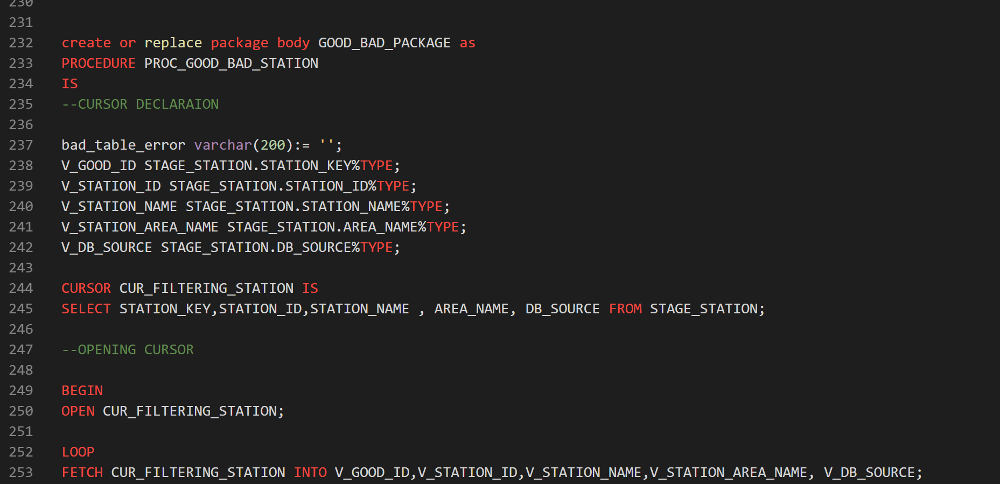 230
231
232 create or replace package body GOOD_BAD_PACKAGE as
233 PROCEDURE PROC_GOOD_BAD_STATION
234 IS
235 --CURSOR DECLARAION
236
237 bad_table_error varchar(200):= '';
238 V_GOOD_ID STAGE_STATION.STATION_KEY%TYPE;
239 V_STATION_ID STAGE_STATION.STATION_ID%TYPE;
240 V_STATION_NAME STAGE_STATION.STATION_NAME%TYPE;
241 V_STATION_AREA_NAME STAGE_STATION.AREA_NAME%TYPE;
242 V_DB_SOURCE STAGE_STATION.DB_SOURCE%TYPE;
243
244 CURSOR CUR_FILTERING_STATION IS
245 SELECT STATION_KEY,STATION_ID,STATION_NAME , AREA_NAME, DB_SOURCE FROM STAGE_STATION;
246
247 --OPENING CURSOR
248
249 BEGIN
250 OPEN CUR_FILTERING_STATION;
251
252 LOOP
253 FETCH CUR_FILTERING_STATION INTO V_GOOD_ID,V_STATION_ID,V_STATION_NAME,V_STATION_AREA_NAME, V_DB_SOURCE;